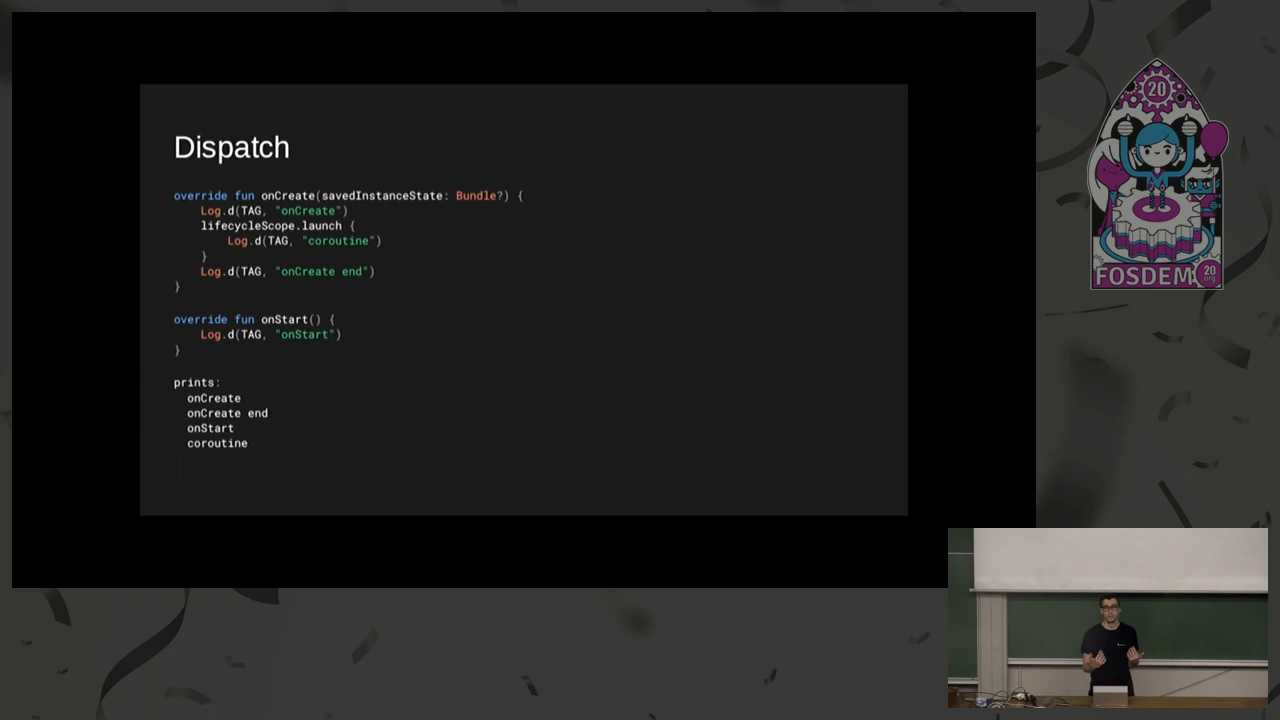 Dispatch
override fun onCreate(savedInstanceState: Bundle?) {
    Log.d(TAG, "onCreate")
    lifecycleScope.launch {
        Log.d(TAG, "coroutine")
    }
    Log.d(TAG, "onCreate end")
}
override fun onStart() {
    Log.d(TAG, "onStart")
}
prints:
  onCreate
  onCreate end
  onStart
  coroutine
20
FOSDEM
20
.org